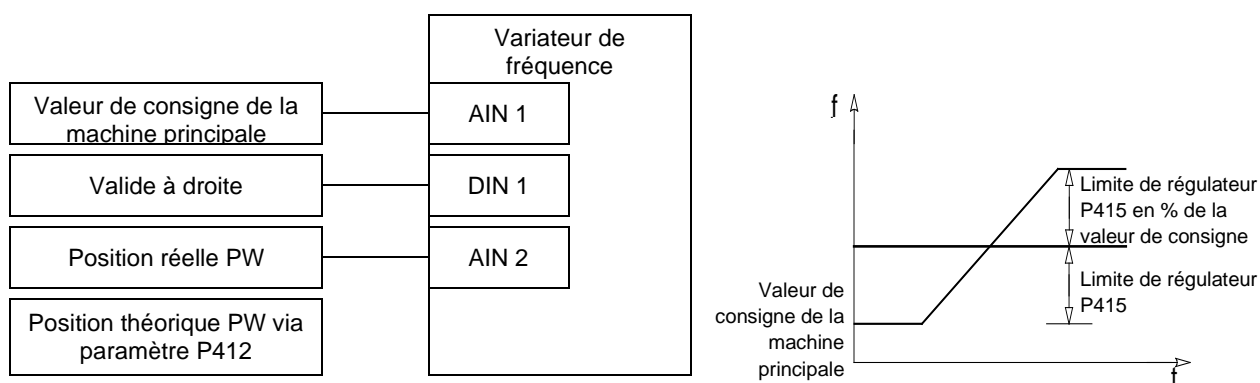 Variateur de
fréquence
Valeur de consigne de la
machine principale
AIN 1
Valide à droite
DIN 1
Position réelle PW
AIN 2
Position théorique PW via
paramètre P412
f
Limite de régulateur
P415 en % de la
valeur de consigne
Limite de régulateur
P415
Valeur de
consigne de la
machine
principale
f